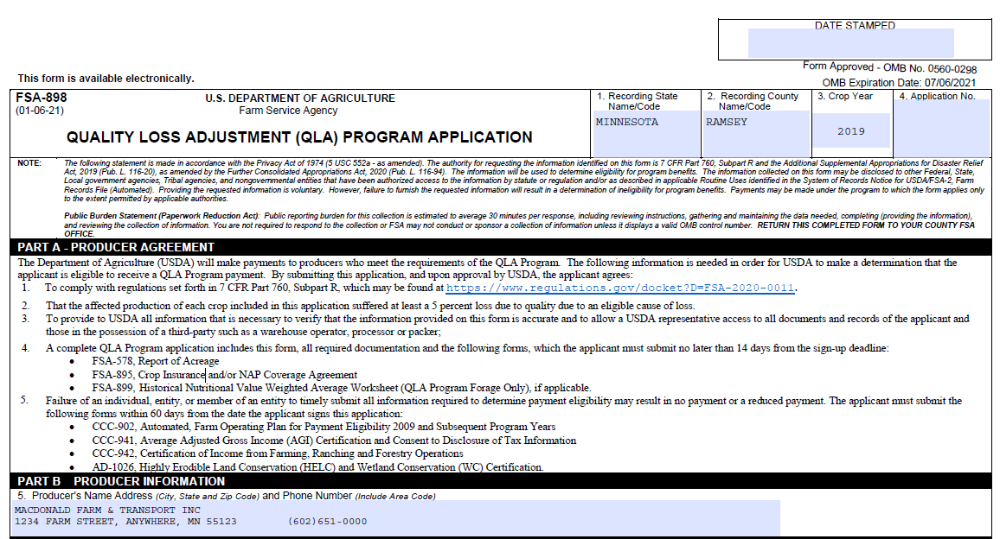 DATE STAMPED
Form Approved - OMB No. 0560-0298
This form is available electronically.
OMB Expiration Date: 07/06/2021
FSA-898
(01-06-21)
U.S. DEPARTMENT OF AGRICULTURE
Farm Service Agency
QUALITY LOSS ADJUSTMENT (QLA) PROGRAM APPLICATION
1. Recording State
Name/Code
MINNESOTA
2. Recording County
Name/Code
RAMSEY
3. Crop Year
2019
4. Application No.
NOTE: The following statement is made in accordance with the Privacy Act of 1974 (5 USC 552a - as amended). The authority for requesting the information identified on this form is 7 CFR Part 760, Subpart R and the Additional Supplemental Appropriations for Disaster Relief
Act, 2019 (Pub. L. 116-20), as amended by the Further Consolidated Appropriations Act, 2020 (Pub. L. 116-94). The information will be used to determine eligibility for program benefits. The information collected on this form may be disclosed to other Federal, State,
Local government agencies, Tribal agencies, and nongovernmental entities that have been authorized access to the information by statute or regulation and/or as described in applicable Routine Uses identified in the System of Records Notice for USDA/FSA-2, Farm
Records File (Automated). Providing the requested information is voluntary. However, failure to furnish the requested information will result in a determination of ineligibility for program benefits. Payments may be made under the program to which the form applies only
to the extent permitted by applicable authorities.
Public Burden Statement (Paperwork Reduction Act): Public reporting burden for this collection is estimated to average 30 minutes per response, including reviewing instructions, gathering and maintaining the data needed, completing (providing the information),
and reviewing the collection of information. You are not required to respond to the collection or FSA may not conduct or sponsor a collection of information unless it displays a valid OMB control number. RETURN THIS COMPLETED FORM TO YOUR COUNTY FSA
OFFICE.
PART A - PRODUCER AGREEMENT
The Department of Agriculture (USDA) will make payments to producers who meet the requirements of the QLA Program. The following information is needed in order for USDA to make a determination that the
applicant is eligible to receive a QLA Program payment. By submitting this application, and upon approval by USDA, the applicant agrees:
1. To comply with regulations set forth in 7 CFR Part 760, Subpart R, which may be found at https://www.regulations.gov/docket?D=FSA-2020-0011.
2. That the affected production of each crop included in this application suffered at least a 5 percent loss due to quality due to an eligible cause of loss.
3. To provide to USDA all information that is necessary to verify that the information provided on this form is accurate and to allow a USDA representative access to all documents and records of the applicant and
those in the possession of a third-party such as a warehouse operator, processor or packer;
4. A complete QLA Program application includes this form, all required documentation and the following forms, which the applicant must submit no later than 14 days from the sign-up deadline:
• FSA-578, Report of Acreage
• FSA-895, Crop Insurance and/or NAP Coverage Agreement
• FSA-899, Historical Nutritional Value Weighted Average Worksheet (QLA Program Forage Only), if applicable.
5. Failure of an individual, entity, or member of an entity to timely submit all information required to determine payment eligibility may result in no payment or a reduced payment. The applicant must submit the
following forms within 60 days from the date the applicant signs this application:
• CCC-902, Automated, Farm Operating Plan for Payment Eligibility 2009 and Subsequent Program Years
• CCC-941, Average Adjusted Gross Income (AGI) Certification and Consent to Disclosure of Tax Information
• CCC-942, Certification of Income from Farming, Ranching and Forestry Operations
• AD-1026, Highly Erodible Land Conservation (HELC) and Wetland Conservation (WC) Certification.
PART B PRODUCER INFORMATION
5. Producer's Name Address (City, State and Zip Code) and Phone Number (Include Area Code)
MACDONALD FARM & TRANSPORT INC
1234 FARM STREET, ANYWHERE, MN 55123 (602)651-0000